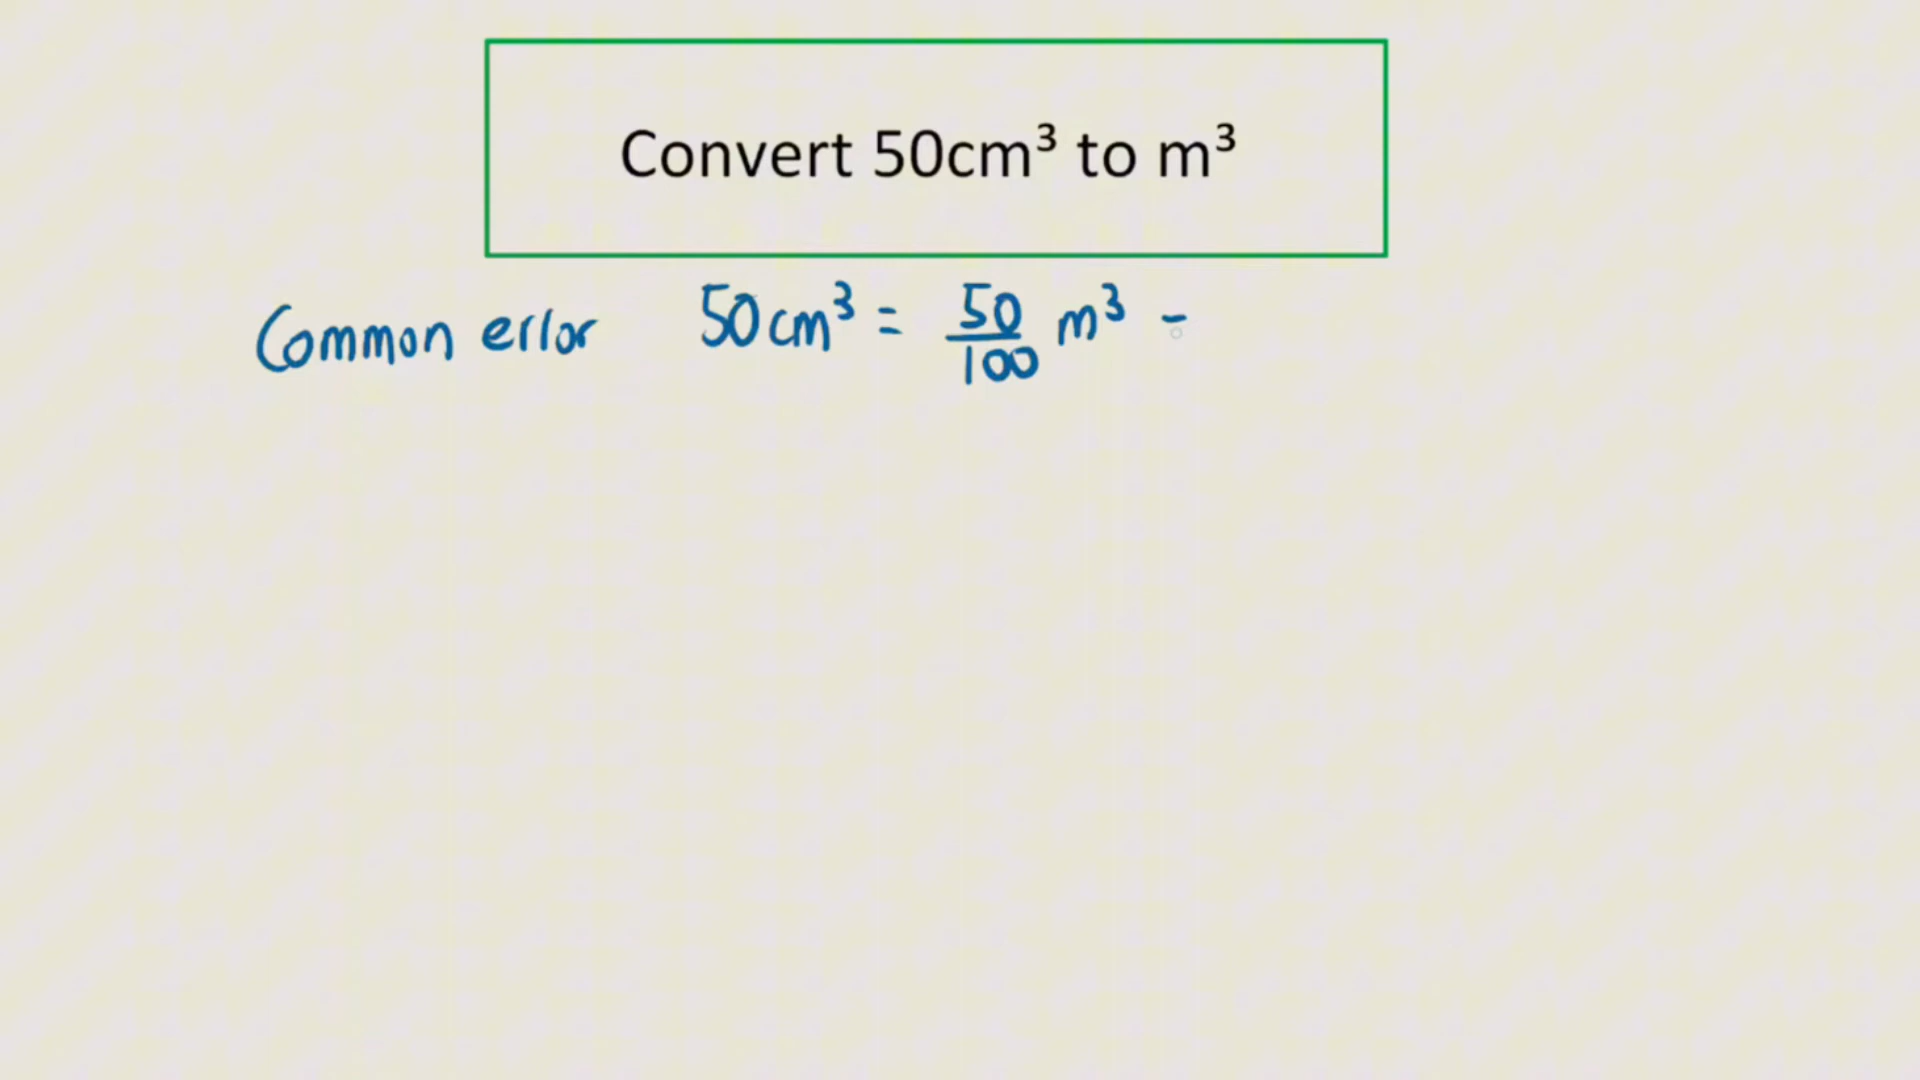 Convert 50cm³ to m³
Common error 50cm³ = 50/100 m³ -